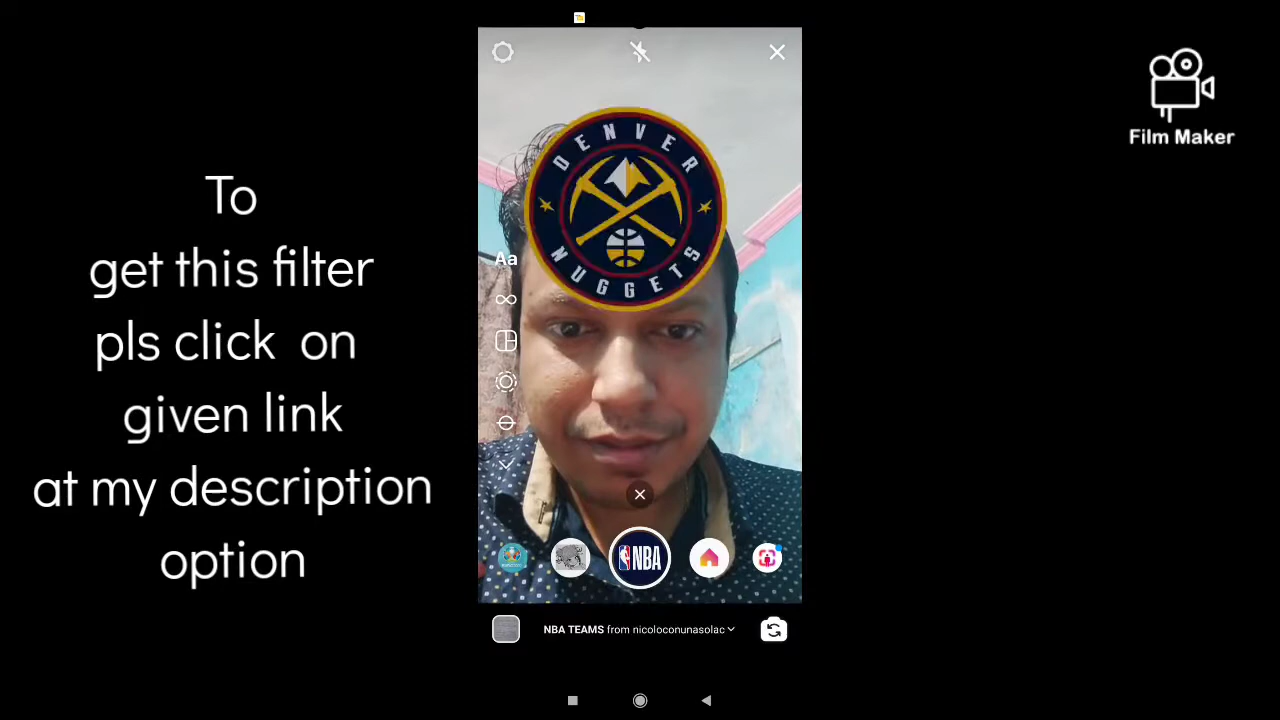 To
get this filter
pls click on
given link
at my description
option
DENVER
NUGGETS
Aa
NBA
NBA TEAMS from nicoloconunasolac
Film Maker